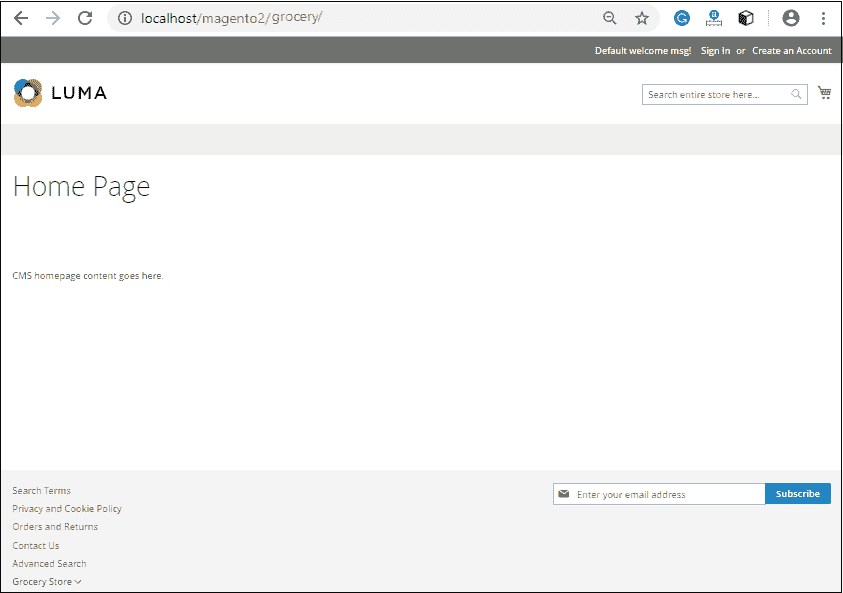 localhost/magento2/grocery/
Default welcome msg! Sign In or Create an Account
LUMA
Search entire store here...
Home Page
CMS homepage content goes here.
Search Terms
Privacy and Cookie Policy
Orders and Returns
Contact Us
Advanced Search
Grocery Store
Enter your email address
Subscribe